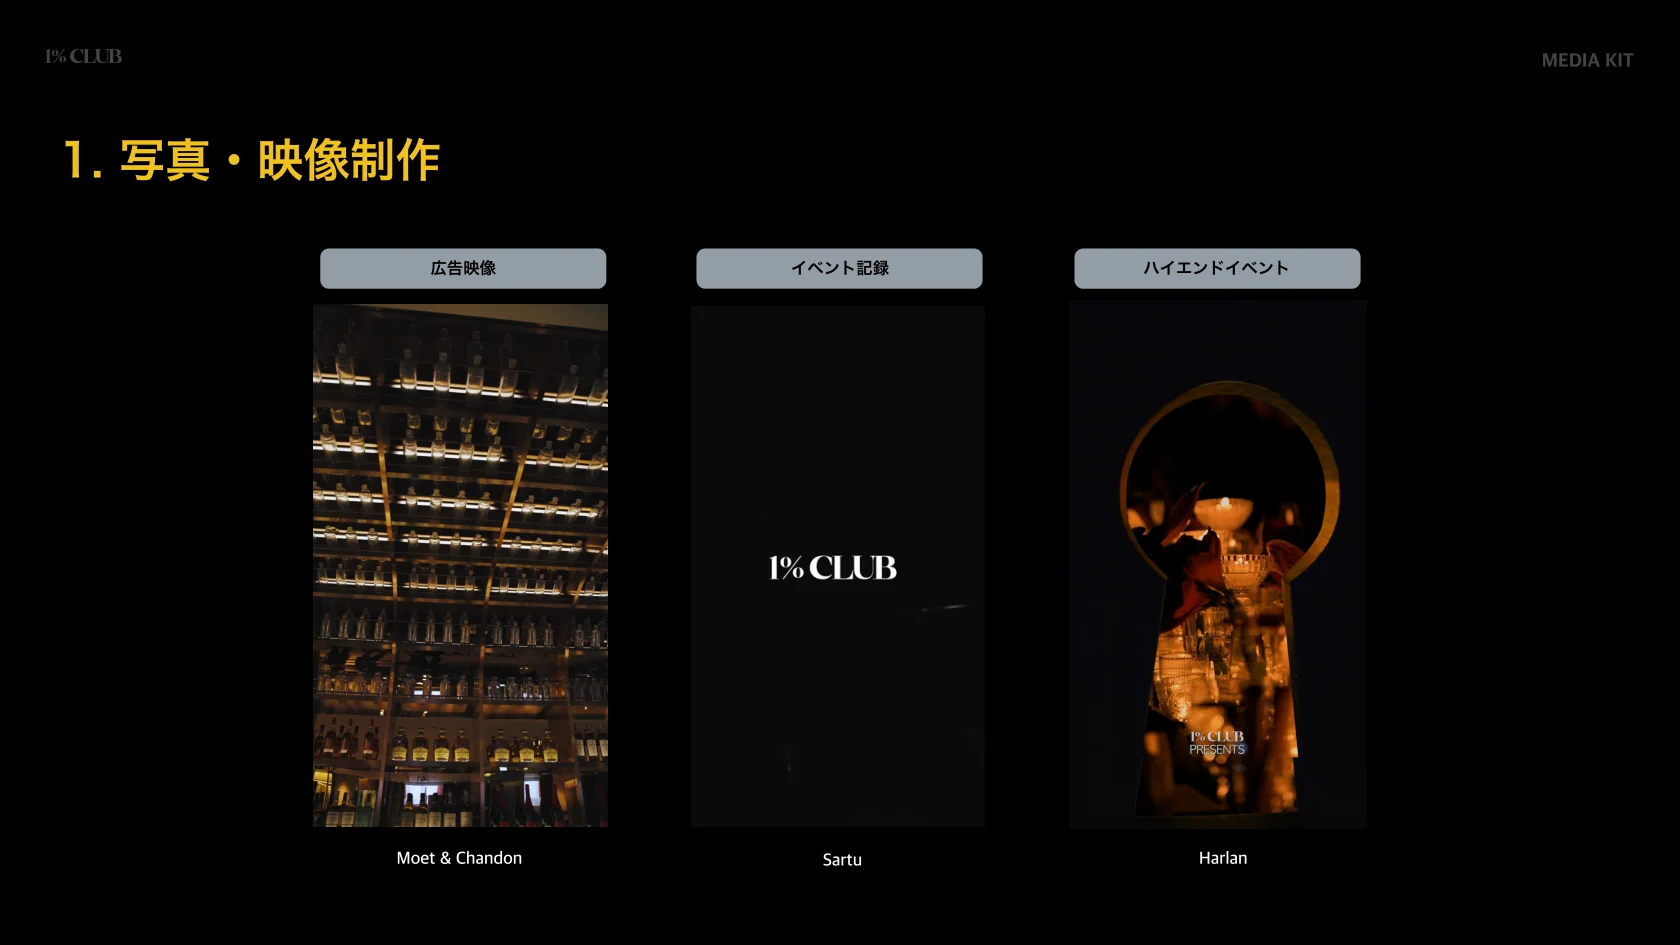 1% CLUB
MEDIA KIT
1. 写真・映像制作
広告映像
イベント記録
ハイエンドイベント
1% CLUB
1% CLUB
PRESENTS
Moet & Chandon
Sartu
Harlan